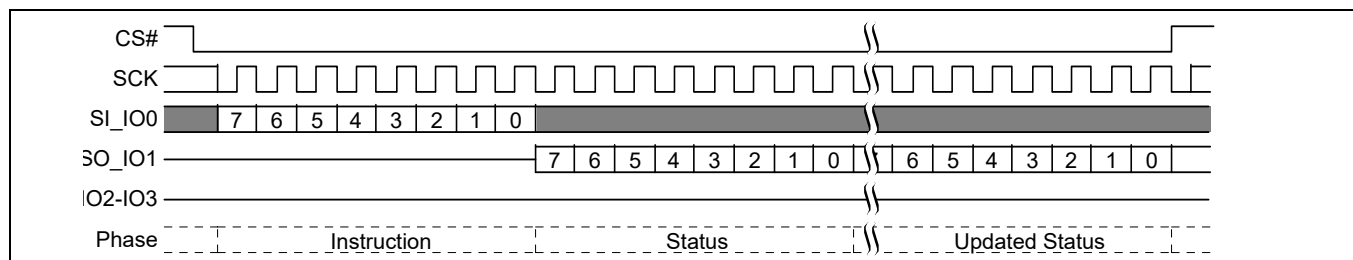 CS#
SCK
SI_IO0 7 6 5 4 3 2 1 0
SO_IO1 7 6 5 4 3 2 1 0 6 5 4 3 2 1 0
IO2-IO3
Phase Instruction Status Updated Status